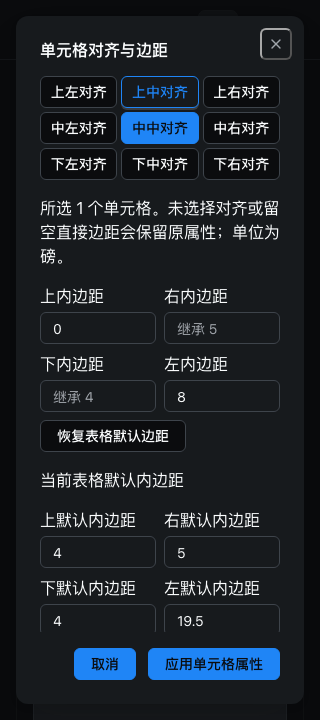 单元格对齐与边距
上左对齐 上中对齐 上右对齐
中左对齐 中中对齐 中右对齐
下左对齐 下中对齐 下右对齐
所选 1 个单元格。未选择对齐或留
空直接边距会保留原属性；单位为
磅。
上内边距 右内边距
0 继承 5
下内边距 左内边距
继承 4 8
恢复表格默认边距
当前表格默认内边距
上默认内边距 右默认内边距
4 5
下默认内边距 左默认内边距
4 19.5
取消 应用单元格属性